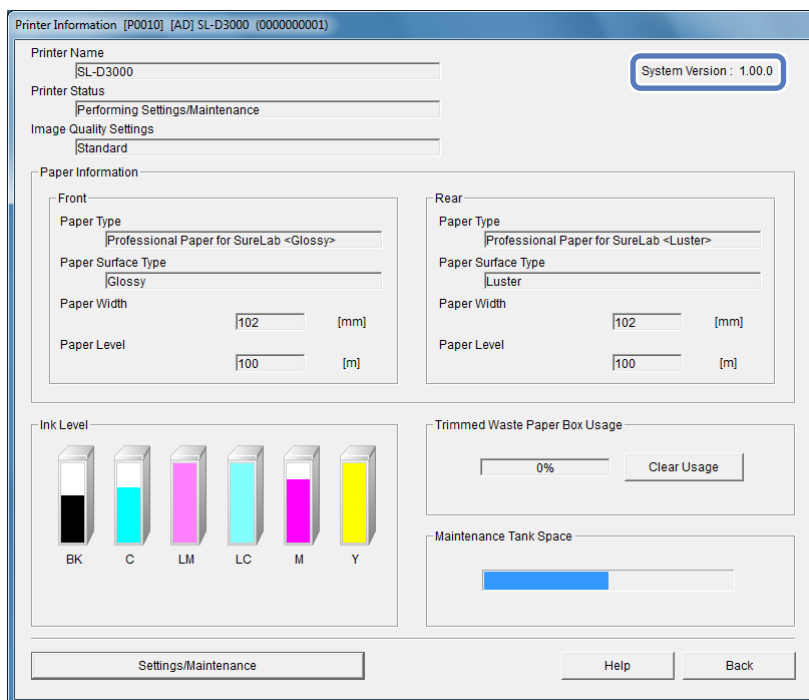 Printer Information [P0010] [AD] SL-D3000 (0000000001)
Printer Name
SL-D3000
System Version : 1.00.0
Printer Status
Performing Settings/Maintenance
Image Quality Settings
Standard
Paper Information
Front
Paper Type
Professional Paper for SureLab <Glossy>
Paper Surface Type
Glossy
Paper Width
102 [mm]
Paper Level
100 [m]
Rear
Paper Type
Professional Paper for SureLab <Luster>
Paper Surface Type
Luster
Paper Width
102 [mm]
Paper Level
100 [m]
Ink Level
BK C LM LC M Y
Trimmed Waste Paper Box Usage
0% Clear Usage
Maintenance Tank Space
Settings/Maintenance Help Back